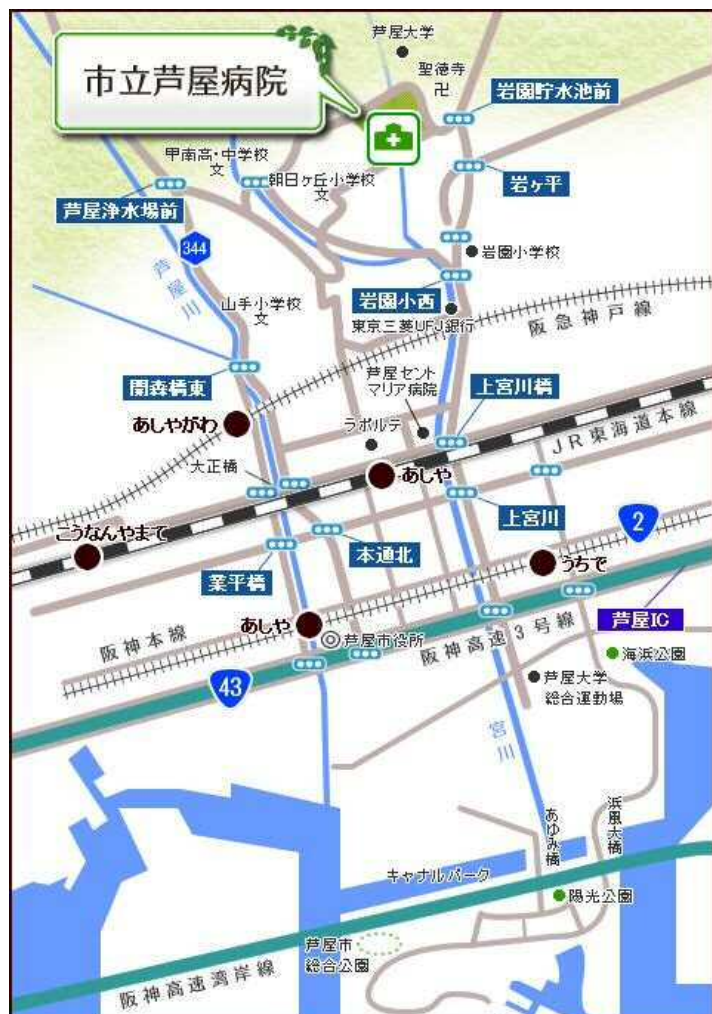 芦屋大学
市立芦屋病院
聖徳寺
卍
岩園貯水池前
甲南高・中学校
文
朝日ヶ丘小学校
文
岩ヶ平
芦屋浄水場前
344
芦屋川
岩園小学校
山手小学校
文
岩園小西
東京三菱UFJ銀行
阪急神戸線
開森橋東
芦屋セント
マリア病院
上宮川橋
あしやがわ
ラポルテ
JR東海道本線
大正橋
あしや
上宮川
2
こうなんやまて
本通北
業平橋
うちで
あしや
芦屋IC
阪神本線
芦屋市役所
阪神高速3号線
海浜公園
43
芦屋大学
総合運動場
宮川
あゆみ橋
浜風大橋
キャナルパーク
陽光公園
芦屋市
総合公園
阪神高速湾岸線